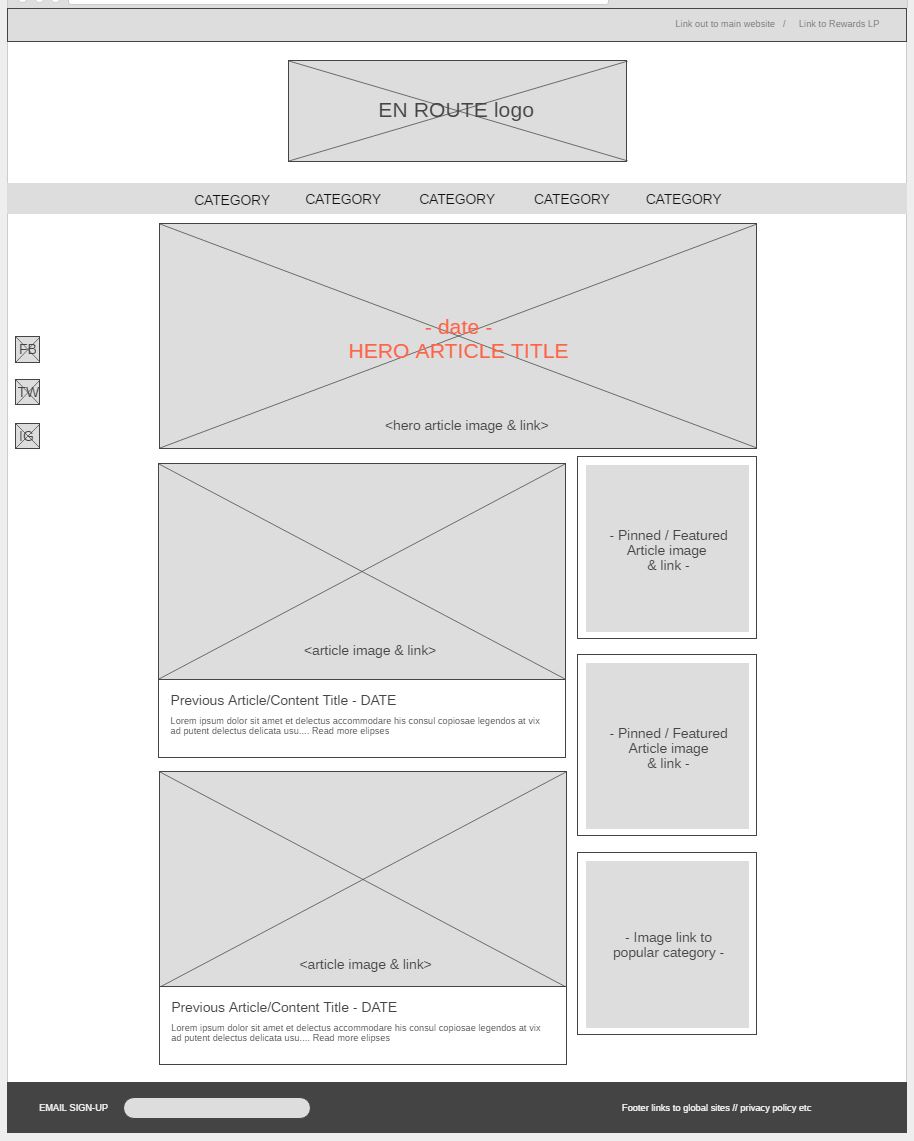 Link out to main website / Link to Rewards LP
EN ROUTE logo
CATEGORY CATEGORY CATEGORY CATEGORY CATEGORY
- date -
HERO ARTICLE TITLE
<hero article image & link>
FB
TW
IG
<article image & link>
Previous Article/Content Title - DATE
Lorem ipsum dolor sit amet et delectus accommodare his consul copiosae legendos at vix
ad putent delectus delicata usu.... Read more elipses
- Pinned / Featured
Article image
& link -
- Pinned / Featured
Article image
& link -
<article image & link>
Previous Article/Content Title - DATE
Lorem ipsum dolor sit amet et delectus accommodare his consul copiosae legendos at vix
ad putent delectus delicata usu.... Read more elipses
- Image link to
popular category -
EMAIL SIGN-UP
Footer links to global sites // privacy policy etc